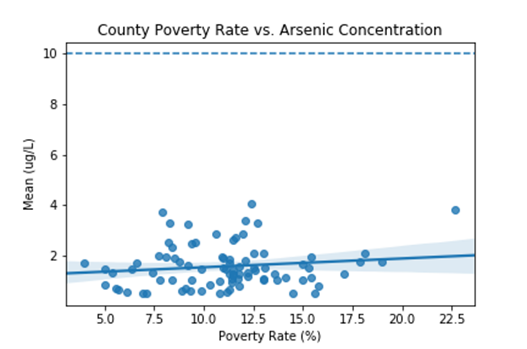 County Poverty Rate vs. Arsenic Concentration
10
8
6
4
2
Mean (ug/L)
5.0 7.5 10.0 12.5 15.0 17.5 20.0 22.5
Poverty Rate (%)